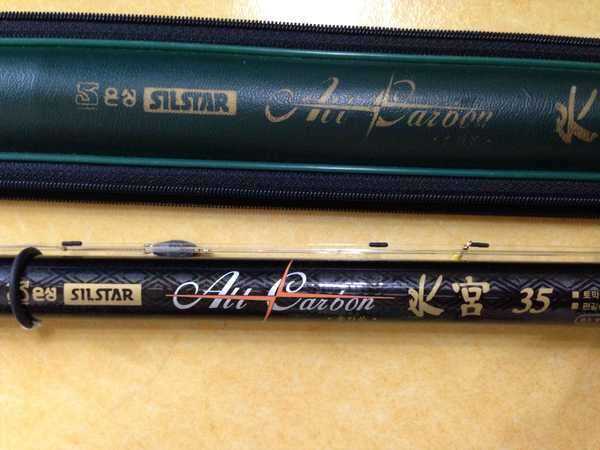 은성 SILSTAR All Carbon 水
은성 SILSTAR All Carbon 水宮 35